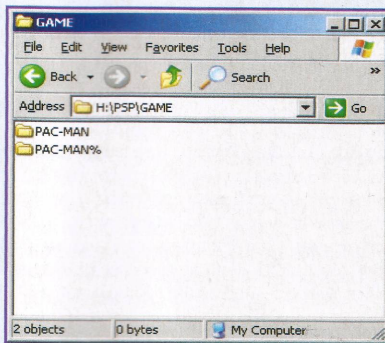 GAME
File Edit View Favorites Tools Help
Back Search »
Address H:\PSP\GAME Go
PAC-MAN
PAC-MAN%
2 objects 0 bytes My Computer